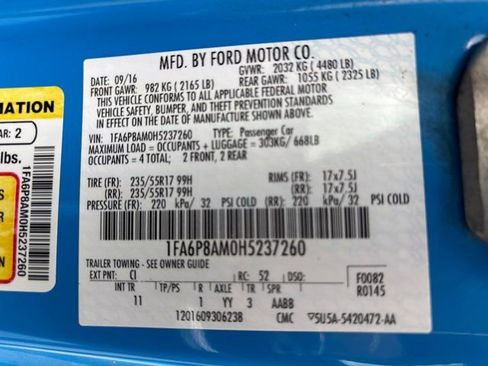 MFD. BY FORD MOTOR CO.
DATE: 09/16 GVWR: 2032 KG ( 4480 LB)
FRONT GAWR: 982 KG ( 2165 LB) REAR GAWR: 1055 KG ( 2325 LB)
THIS VEHICLE CONFORMS TO ALL APPLICABLE FEDERAL MOTOR
VEHICLE SAFETY, BUMPER, AND THEFT PREVENTION STANDARDS
IN EFFECT ON THE DATE OF MANUFACTURE SHOWN ABOVE.
VIN: 1FA6P8AM0H5237260 TYPE: Passenger Car
MAXIMUM LOAD = OCCUPANTS + LUGGAGE = 303KG/ 668LB
OCCUPANTS = 4 TOTAL; 2 FRONT, 2 REAR
TIRE (FR): 235/55R17 99H RIMS (FR): 17x7.5J
(RR): 235/55R17 99H (RR): 17x7.5J
PRESSURE (FR): 220 kPa/ 32 PSI COLD (RR): 220 kPa/ 32 PSI COLD
1FA6P8AM0H5237260
TRAILER TOWING - SEE OWNER GUIDE
EXT PNT: CI RC: 52 DSO: F0082
INT TR TP/PS R AXLE TR SPR R0145
11 1 YY 3 AABB
1201609306238 CMC 5U5A-5420472-AA
RMATION
AR: 2
lbs.
1FA6P8AM0H5237260